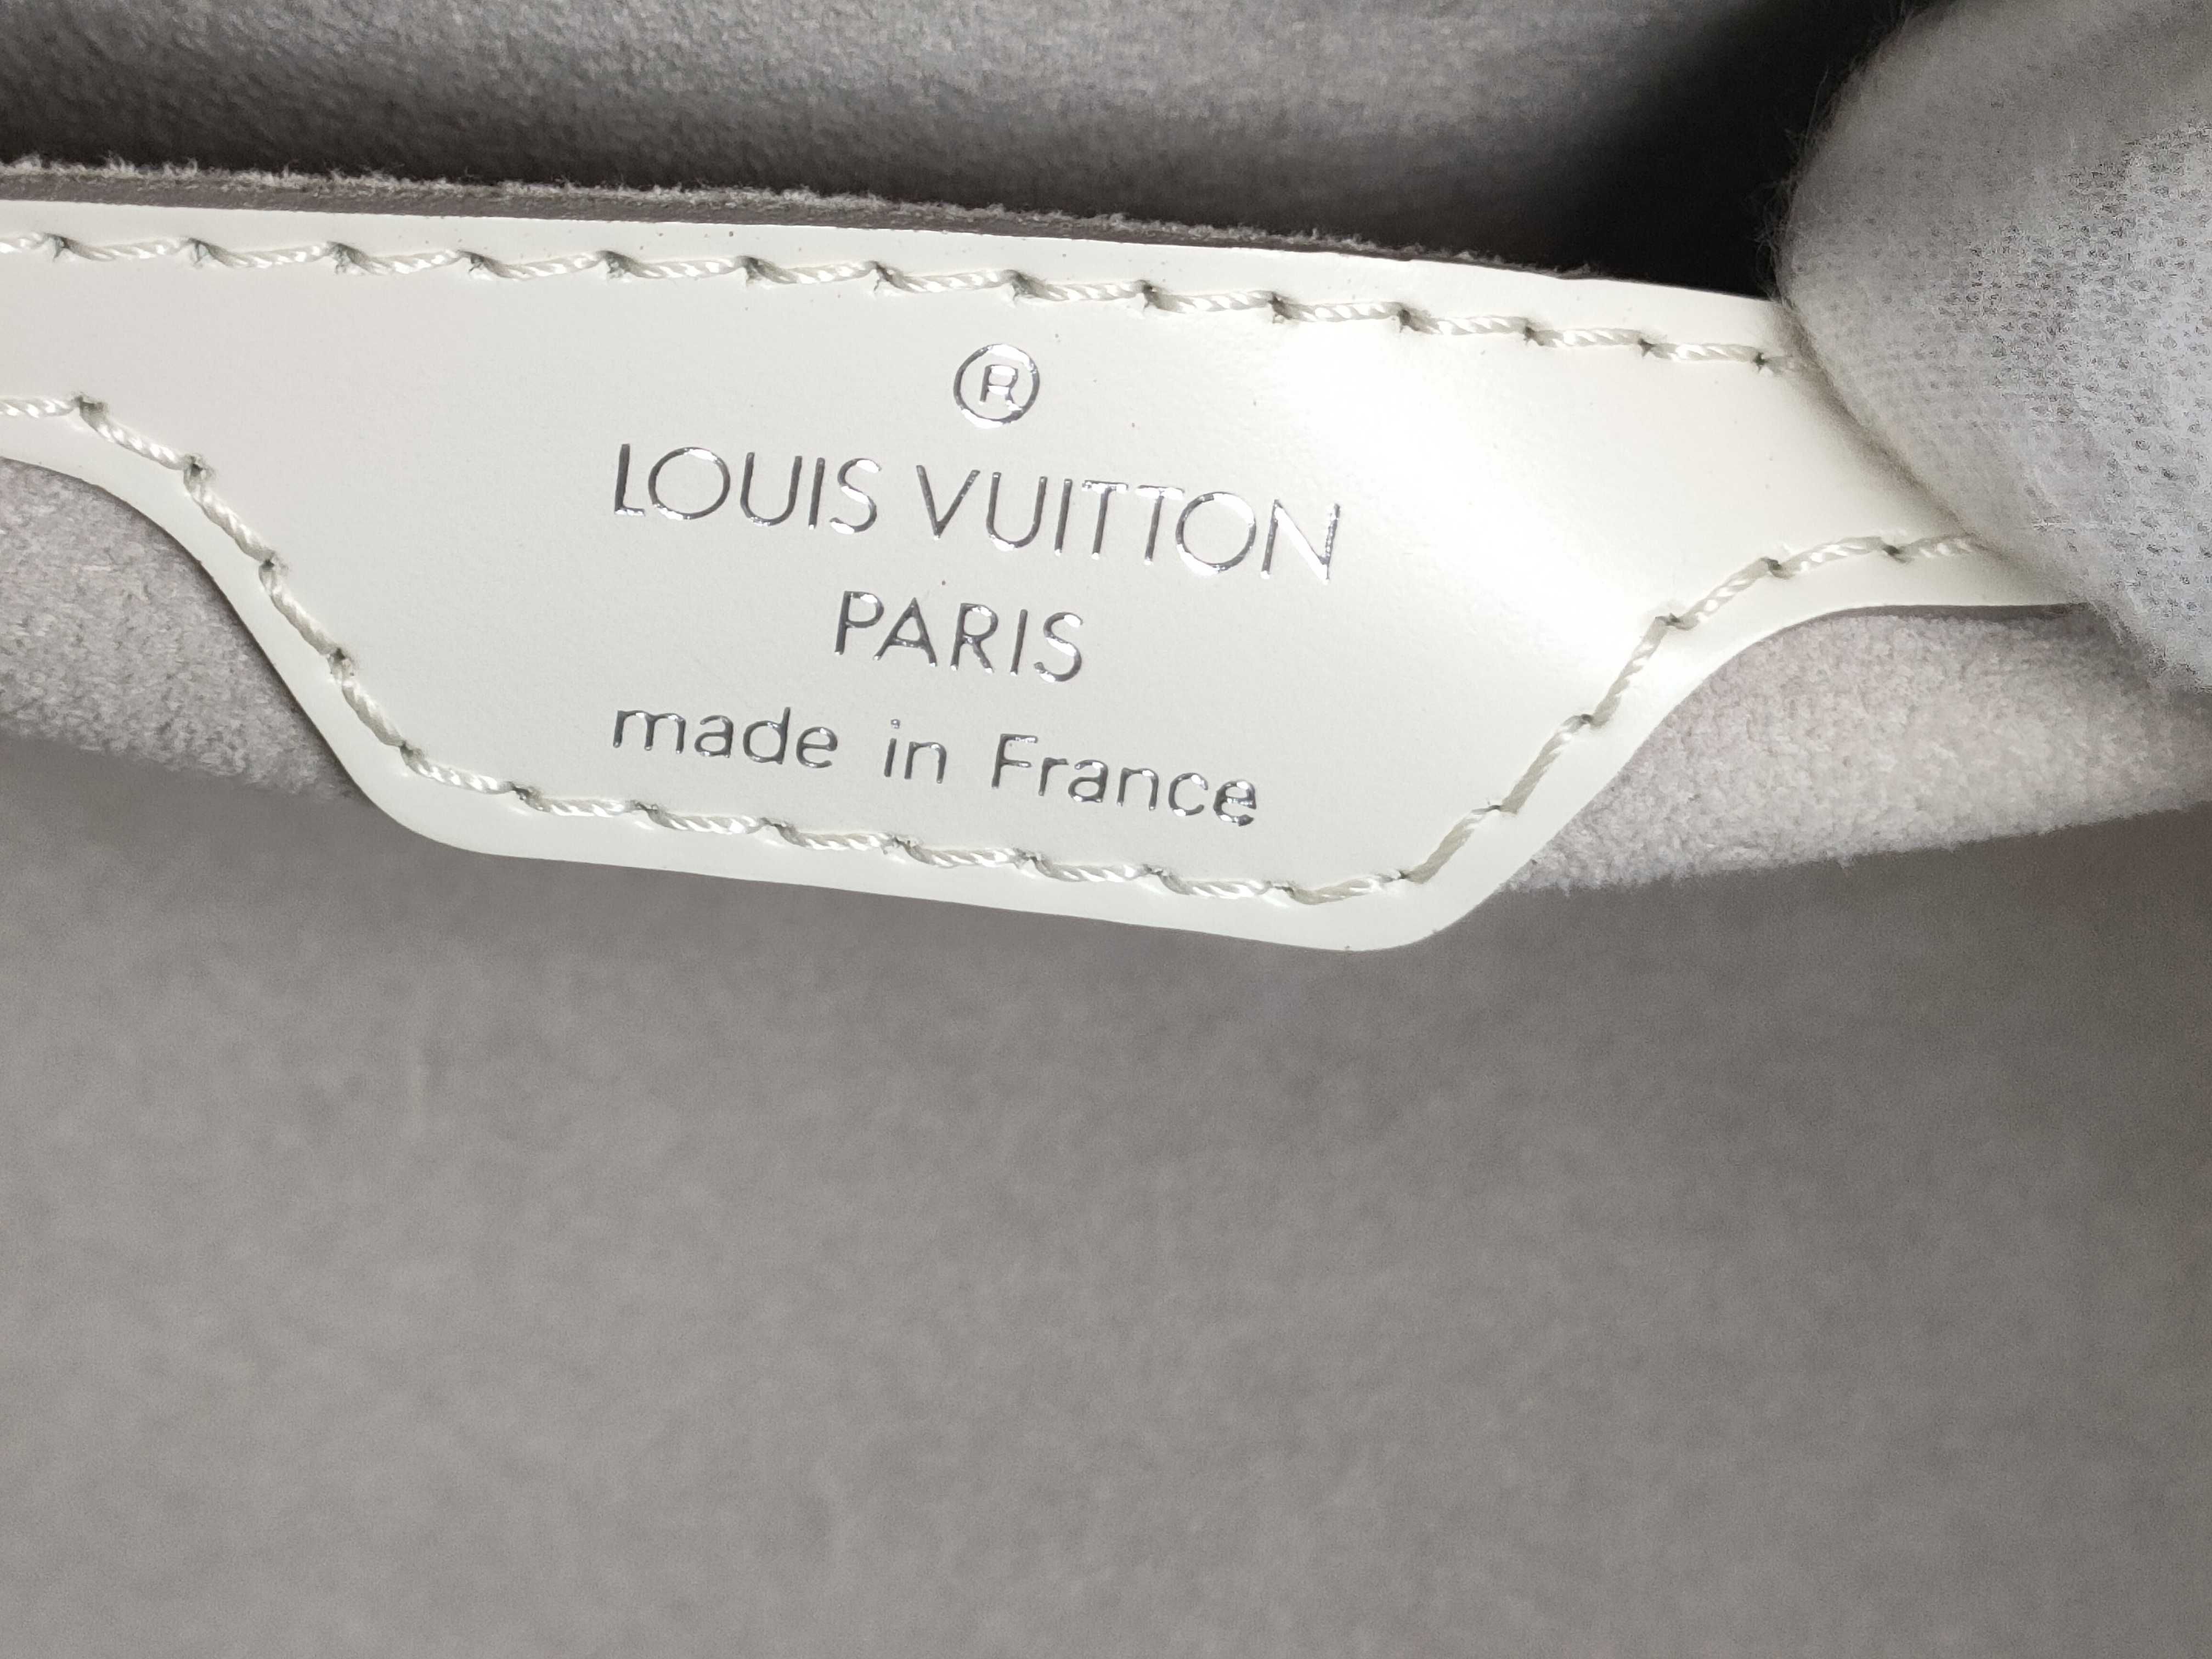 ®
LOUIS VUITTON
PARIS
made in France